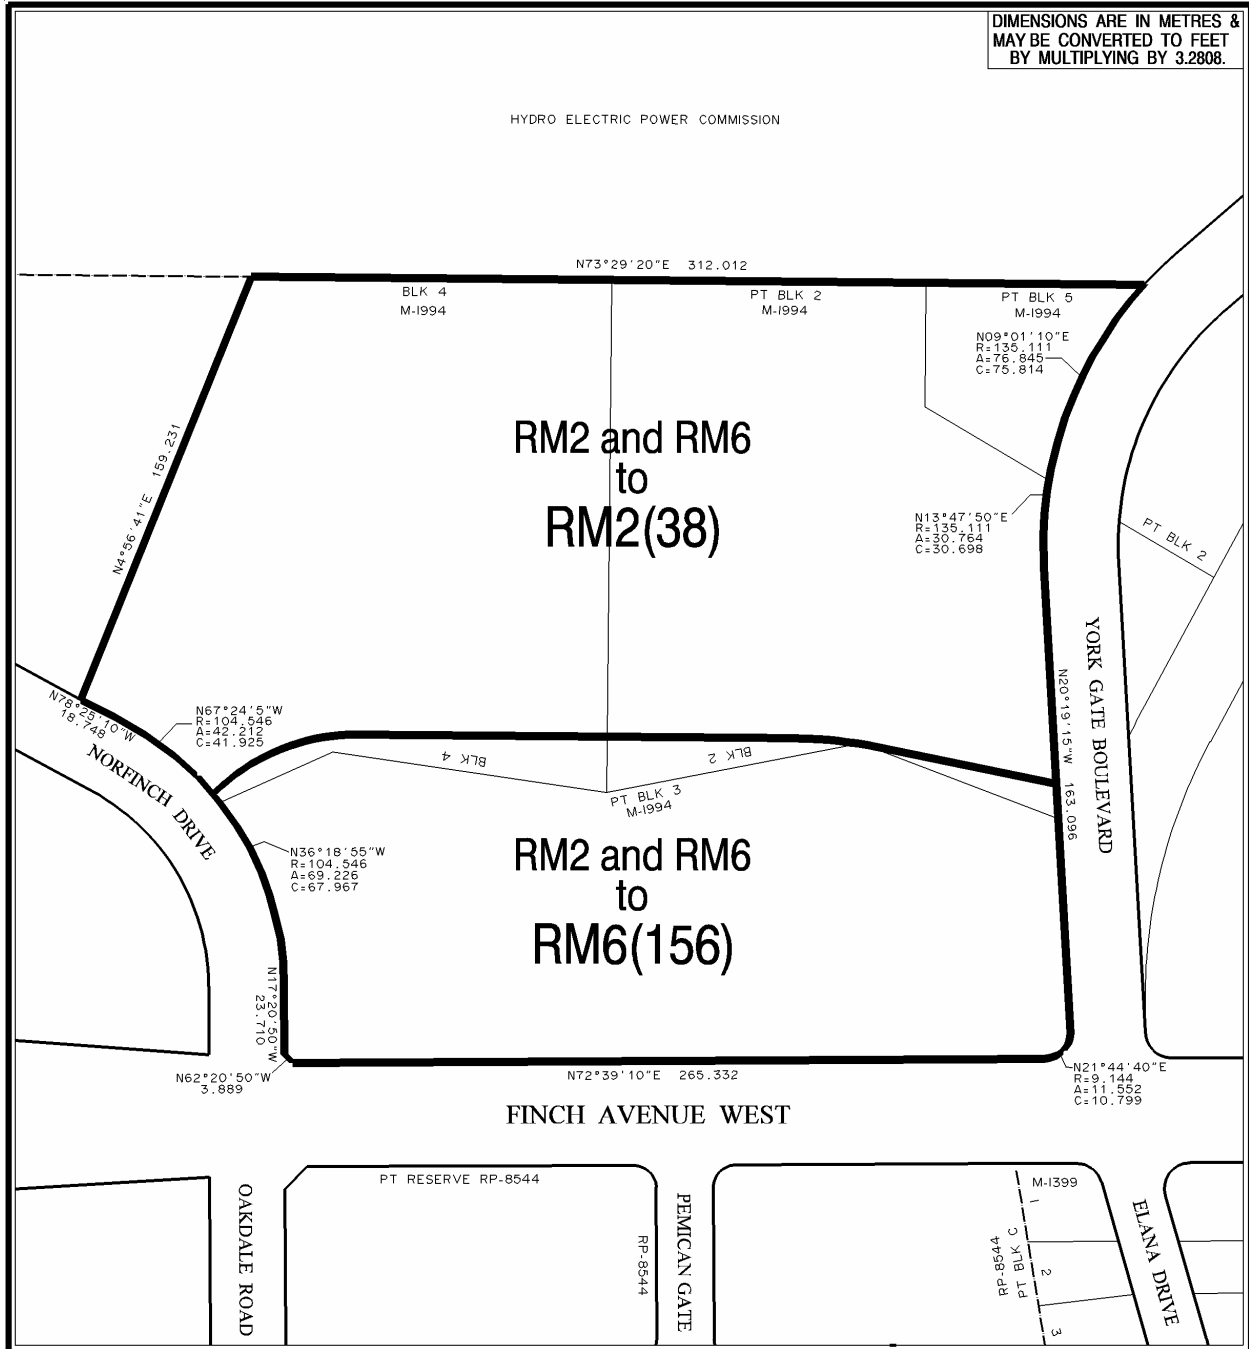 DIMENSIONS ARE IN METRES &
MAY BE CONVERTED TO FEET
BY MULTIPLYING BY 3.2808.
HYDRO ELECTRIC POWER COMMISSION
N73°29'20"E 312.012
BLK 4
M-1994
PT BLK 2
M-1994
PT BLK 5
M-1994
N09°01'10"E
R=135.111
A=76.845
C=75.814
N4°56'41"E 159.231
RM2 and RM6
to
RM2(38)
N13°47'50"E
R=135.111
A=30.764
C=30.698
PT BLK 2
YORK GATE BOULEVARD
N20°19'15"W 163.096
N78°25'10"W
18.748
N67°24'5"W
R=104.546
A=42.212
C=41.925
NORFINCH DRIVE
BLK 4
BLK 2
PT BLK 3
M-1994
N36°18'55"W
R=104.546
A=69.226
C=67.967
RM2 and RM6
to
RM6(156)
N17°20'50"W
23.710
N62°20'50"W
3.889
N72°39'10"E 265.332
N21°44'40"E
R=9.144
A=11.552
C=10.799
FINCH AVENUE WEST
PT RESERVE RP-8544
OAKDALE ROAD
RP-8544
PEMICAN GATE
M-1399
RP-8544
PT BLK C
1
2
3
ELANA DRIVE